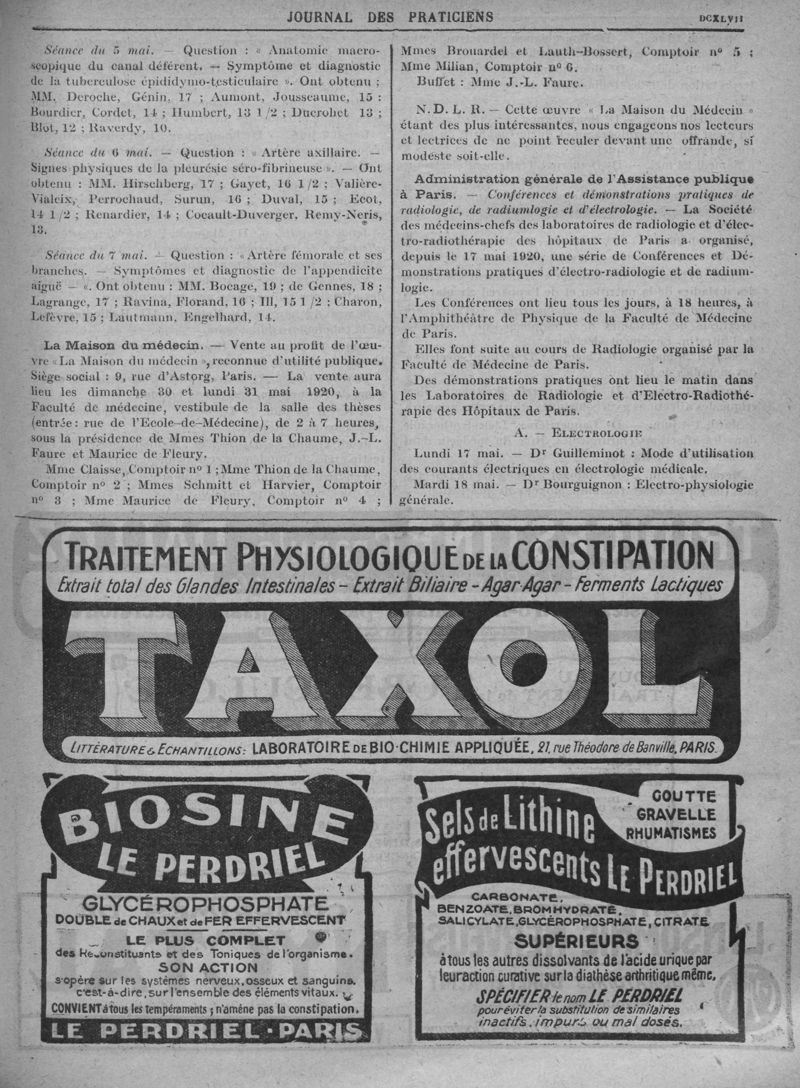 JOURNAL DES PRATICIENS
DCXLVII
Séance du 5 mai. — Question : « Anatomie macro-
scopique du canal déférent. — Symptôme et diagnostic
de la tuberculose épididymo-testiculaire ». Ont obtenu :
MM. Deroche, Génin, 17 ; Aumont, Jousseaume, 15 :
Bourdier, Cordet, 14 ; Humbert, 13 1/2 ; Ducrohet 13 ;
Blot, 12 ; Raverdy, 10.
Séance du 6 mai. — Question : « Artère axillaire. —
Signes physiques de la pleurésie séro-fibrineuse ». — Ont
obtenu : MM. Hirschberg, 17 ; Gayet, 16 1/2 ; Valière-
Vialeix, Perrochaud, Surun, 16 ; Duval, 15 ; Ecot,
14 1/2 ; Renardier, 14 ; Cocault-Duverger, Remy-Neris,
13.
Séance du 7 mai. — Question : « Artère fémorale et ses
branches. — Symptômes et diagnostic de l'appendicite
aiguë — «. Ont obtenu : MM. Bocage, 19 ; de Gennes, 18 ;
Lagrange, 17 ; Ravina, Florand, 16 ; Ill, 15 1/2 ; Charon,
Lefèvre, 15 ; Lautmann, Engelhard, 14.
La Maison du médecin. — Vente au profit de l'œu-
vre «La Maison du médecin », reconnue d'utilité publique.
Siège social : 9, rue d'Astorg, Paris. — La vente aura
lieu les dimanche 30 et lundi 31 mai 1920, à la
Faculté de médecine, vestibule de la salle des thèses
(entrée : rue de l'Ecole-de-Médecine), de 2 à 7 heures,
sous la présidence de Mmes Thion de la Chaume, J.-L.
Faure et Maurice de Fleury.
Mme Claisse, Comptoir n° 1 ; Mme Thion de la Chaume,
Comptoir n° 2 ; Mmes Schmitt et Harvier, Comptoir
n° 3 ; Mme Maurice de Fleury, Comptoir n° 4 ;
Mmes Brouardel et Lauth-Bossert, Comptoir n° 5 ;
Mme Milian, Comptoir n° 6.
Buffet : Mme J.-L. Faure.
N. D. L. R. — Cette œuvre « La Maison du Médecin »
étant des plus intéressantes, nous engageons nos lecteurs
et lectrices de ne point reculer devant une offrande, si
modeste soit-elle.
Administration générale de l'Assistance publique
à Paris. — Conférences et démonstrations pratiques de
radiologie, de radiumlogie et d'électrologie. — La Société
des médecins-chefs des laboratoires de radiologie et d'élec-
tro-radiothérapie des hôpitaux de Paris a organisé,
depuis le 17 mai 1920, une série de Conférences et Dé-
monstrations pratiques d'électro-radiologie et de radium-
logie.
Les Conférences ont lieu tous les jours, à 18 heures, à
l'Amphithéâtre de Physique de la Faculté de Médecine
de Paris.
Elles font suite au cours de Radiologie organisé par la
Faculté de Médecine de Paris.
Des démonstrations pratiques ont lieu le matin dans
les Laboratoires de Radiologie et d'Electro-Radiothé-
rapie des Hôpitaux de Paris.
A. — ELECTROLOGIE
Lundi 17 mai. — Dr Guilleminot : Mode d'utilisation
des courants électriques en électrologie médicale.
Mardi 18 mai. — Dr Bourguignon : Electro-physiologie
générale.
TRAITEMENT PHYSIOLOGIQUE DE LA CONSTIPATION
Extrait total des Glandes Intestinales - Extrait Biliaire - Agar-Agar - Ferments Lactiques
TAXOL
LITTÉRATURE & ECHANTILLONS: LABORATOIRE DE BIO-CHIMIE APPLIQUÉE, 21, rue Théodore de Banville, PARIS.
BIOSINE
LE PERDRIEL
GLYCÉROPHOSPHATE
DOUBLE de CHAUX et de FER EFFERVESCENT
LE PLUS COMPLET
des Reconstituants et des Toniques de l'organisme.
SON ACTION
s'opère sur les systèmes nerveux, osseux et sanguins.
c'est-à-dire, sur l'ensemble des éléments vitaux.
CONVIENT à tous les tempéraments ; n'amène pas la constipation.
LE PERDRIEL - PARIS
Sels de Lithine
effervescents LE PERDRIEL
GOUTTE
GRAVELLE
RHUMATISMES
CARBONATE,
BENZOATE, BROMHYDRATE,
SALICYLATE, GLYCÉROPHOSPHATE, CITRATE
SUPÉRIEURS
à tous les autres dissolvants de l'acide urique par
leur action curative sur la diathèse arthritique même,
SPÉCIFIER le nom LE PERDRIEL
pour éviter la substitution de similaires
inactifs, impurs ou mal dosés.